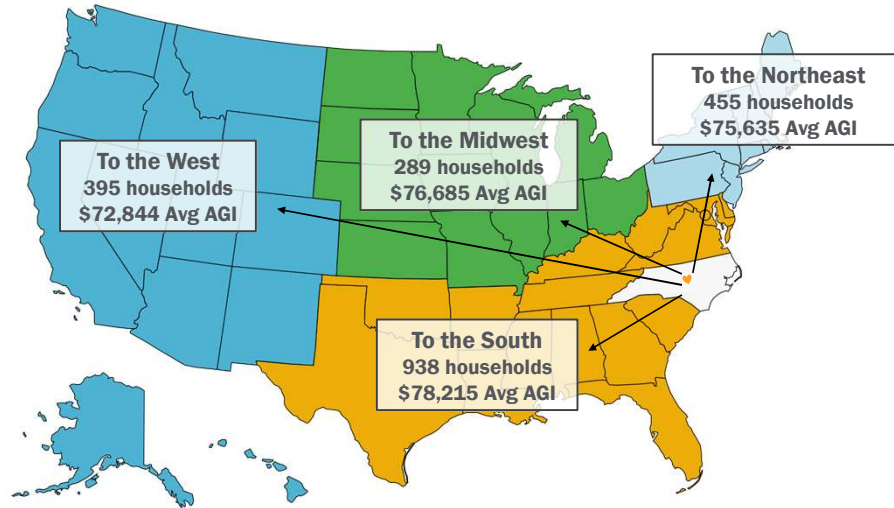 To the Northeast
455 households
$75,635 Avg AGI
To the Midwest
289 households
$76,685 Avg AGI
To the West
395 households
$72,844 Avg AGI
To the South
938 households
$78,215 Avg AGI